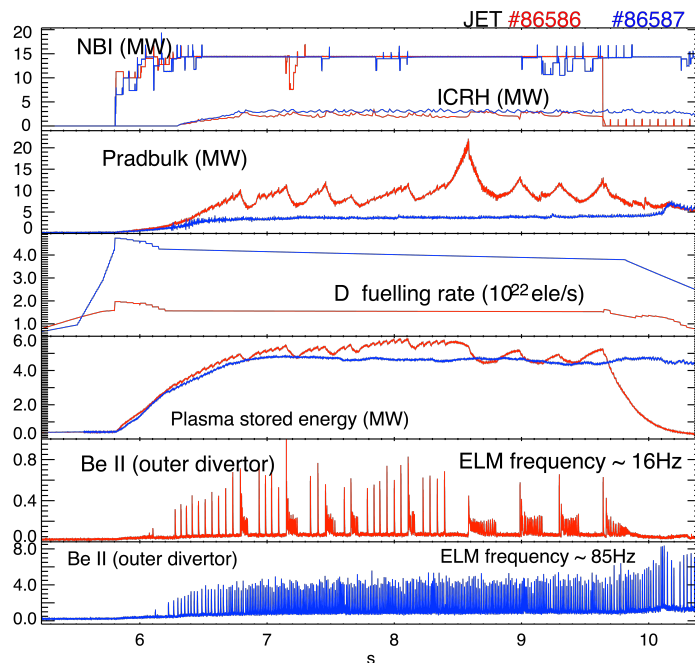 JET #86586 #86587
20
NBI (MW)
15
10
ICRH (MW)
5
0
20
Pradbulk (MW)
15
10
5
0
4.0
3.0
D fuelling rate (10²² ele/s)
2.0
1.0
6.0
4.0
2.0
Plasma stored energy (MW)
0.0
Be II (outer divertor) ELM frequency ~ 16Hz
0.8
0.4
0.0
8.0
Be II (outer divertor) ELM frequency ~ 85Hz
4.0
0.0
6 7 8 9 10
s